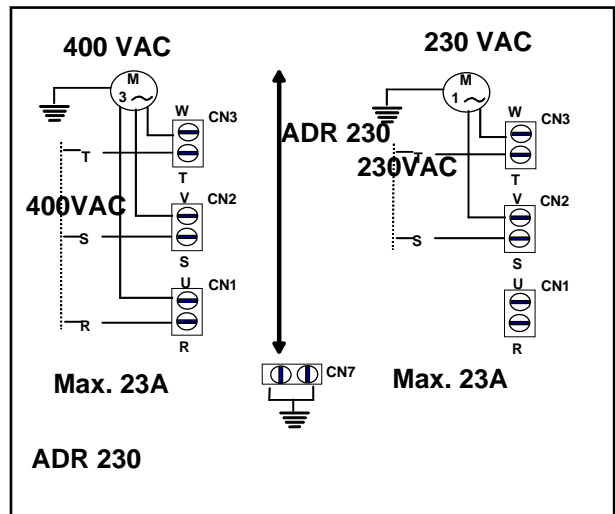 400 VAC
M
3
W
CN3
T
T
400VAC
V
CN2
S
S
U
CN1
R
R
Max. 23A
ADR 230
CN7
230 VAC
M
1
W
CN3
T
230VAC
T
V
CN2
S
S
U
CN1
R
Max. 23A
ADR 230